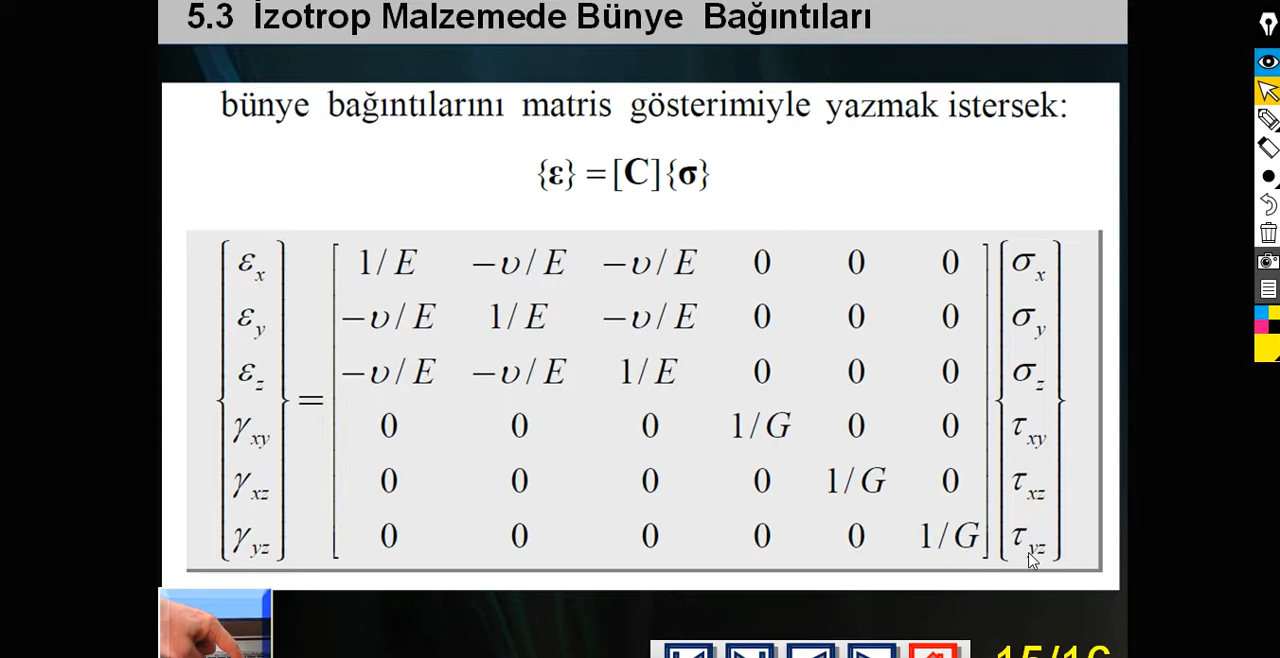 5.3 İzotrop Malzemede Bünye Bağıntıları
bünye bağıntılarını matris gösterimiyle yazmak istersek:
{ε} = [C]{σ}
εx 1/E −υ/E −υ/E 0 0 0 σx
εy −υ/E 1/E −υ/E 0 0 0 σy
εz −υ/E −υ/E 1/E 0 0 0 σz
=
γxy 0 0 0 1/G 0 0 τxy
γxz 0 0 0 0 1/G 0 τxz
γyz 0 0 0 0 0 1/G τyz
15/16